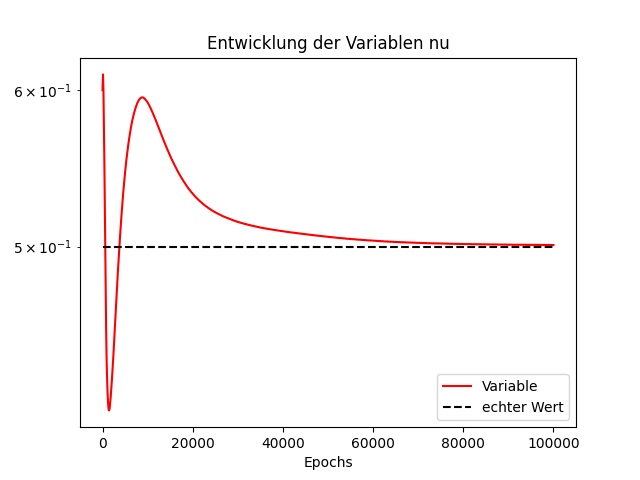 Entwicklung der Variablen nu
6 × 10⁻¹
5 × 10⁻¹
Variable
echter Wert
0 20000 40000 60000 80000 100000
Epochs